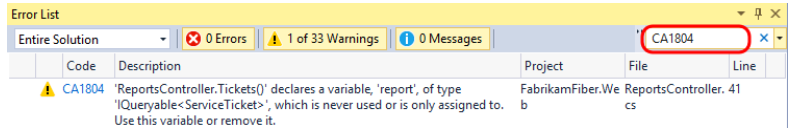 Error List
Entire Solution
0 Errors
1 of 33 Warnings
0 Messages
CA1804
Code Description Project File Line
CA1804 'ReportsController.Tickets()' declares a variable, 'report', of type FabrikamFiber.We ReportsController. 41
'IQueryable<ServiceTicket>', which is never used or is only assigned to. b cs
Use this variable or remove it.